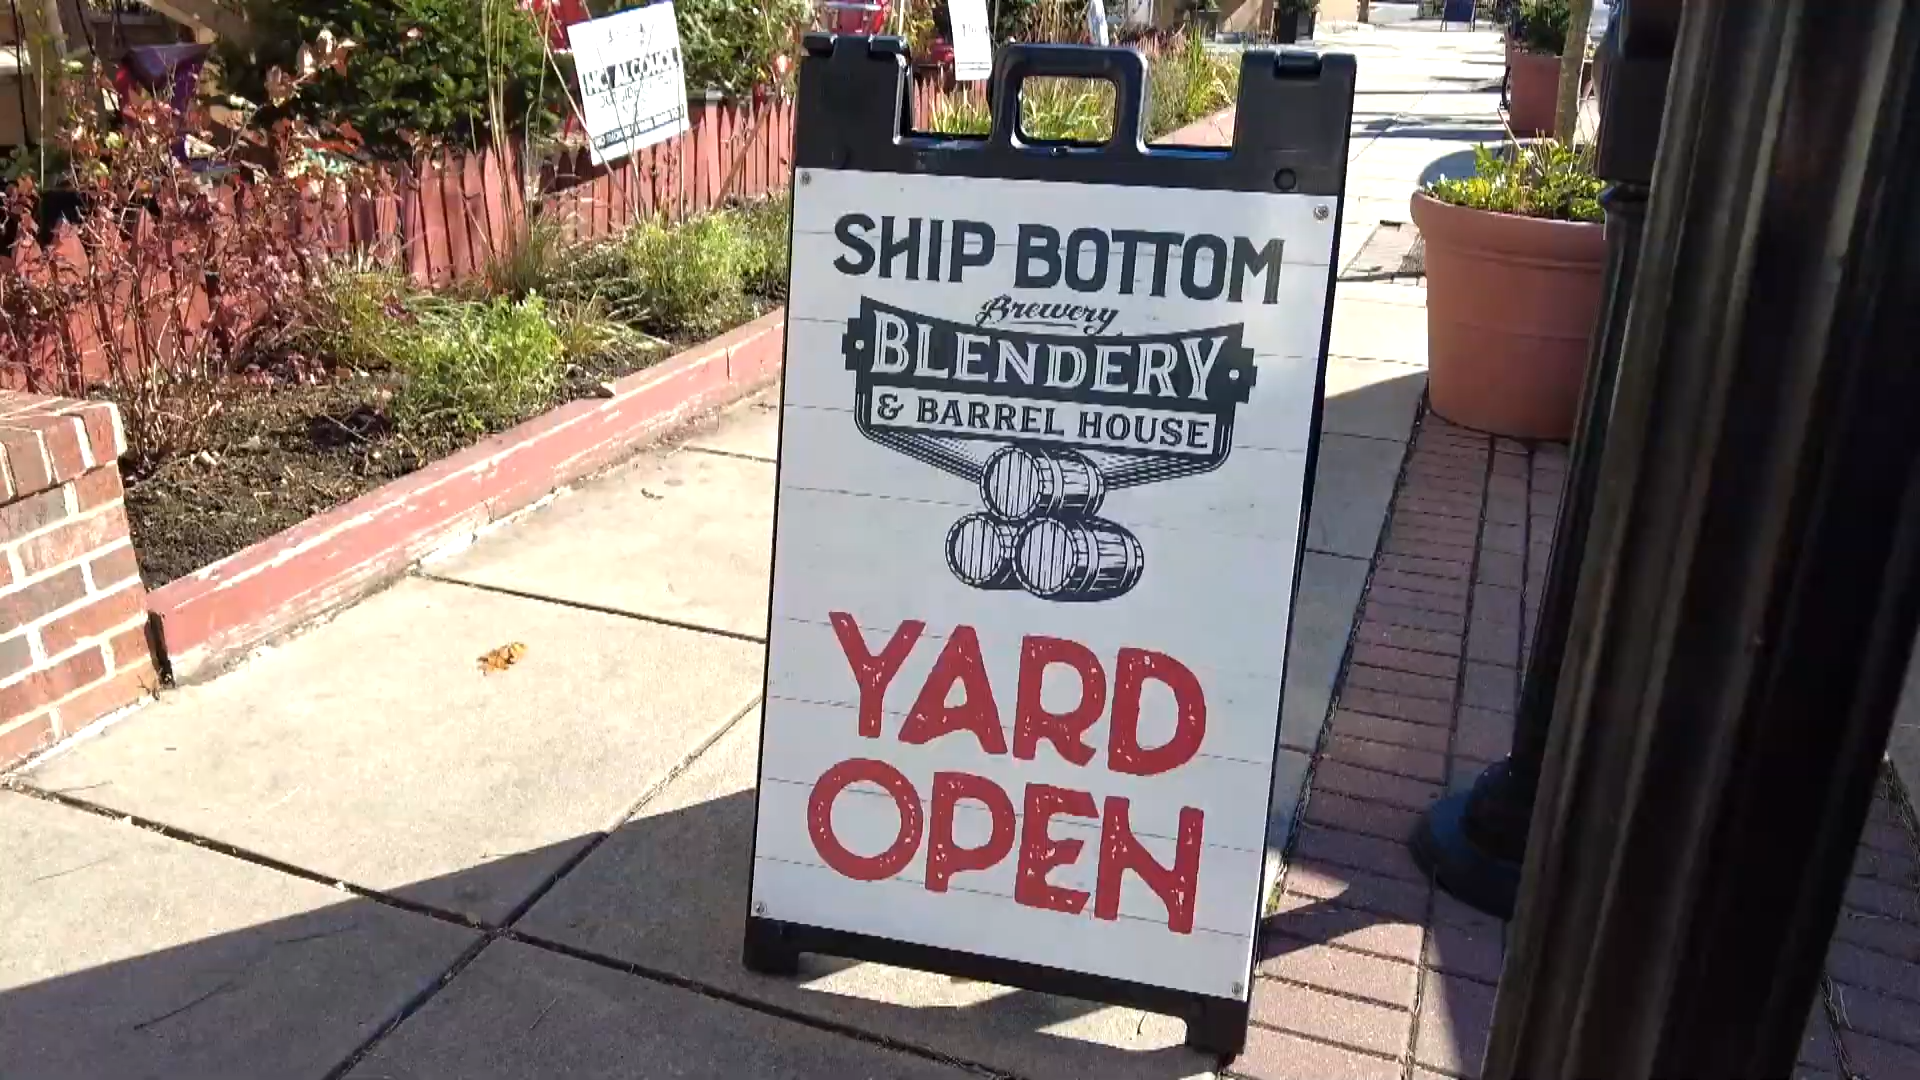 NO ALCOHOL
SHIP BOTTOM
Brewery
BLENDERY
& BARREL HOUSE
YARD
OPEN